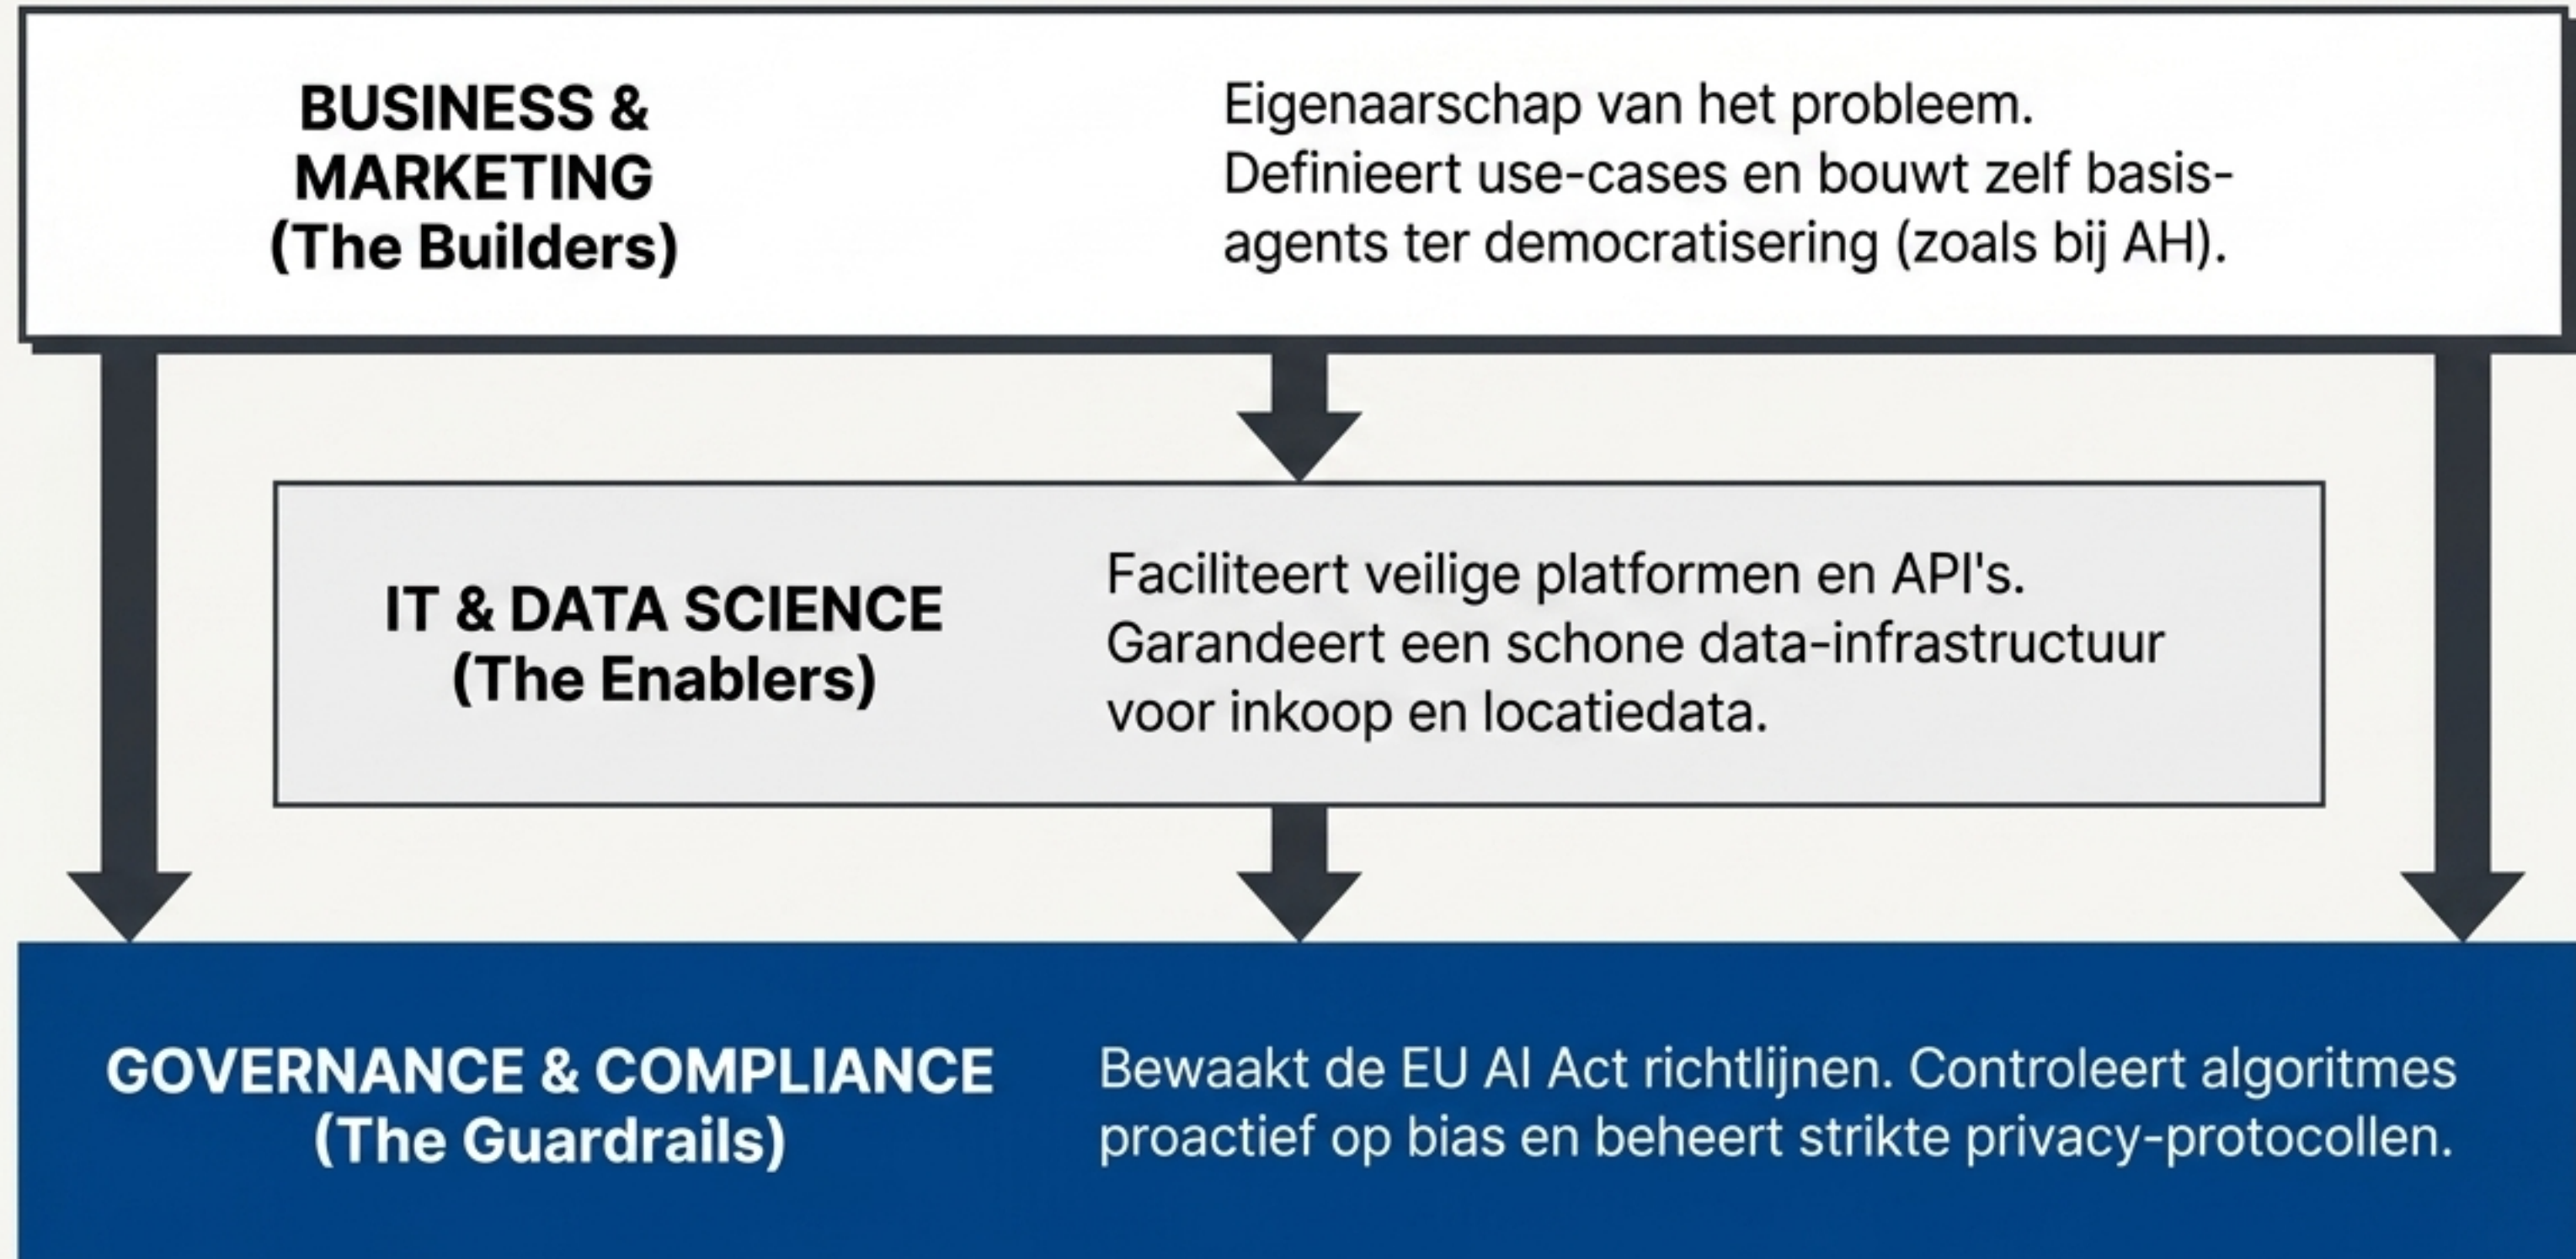 BUSINESS &
MARKETING
(The Builders)
Eigenaarschap van het probleem.
Definieert use-cases en bouwt zelf basis-
agents ter democratisering (zoals bij AH).
IT & DATA SCIENCE
(The Enablers)
Faciliteert veilige platformen en API's.
Garandeert een schone data-infrastructuur
voor inkoop en locatiedata.
GOVERNANCE & COMPLIANCE
(The Guardrails)
Bewaakt de EU AI Act richtlijnen. Controleert algoritmes
proactief op bias en beheert strikte privacy-protocollen.